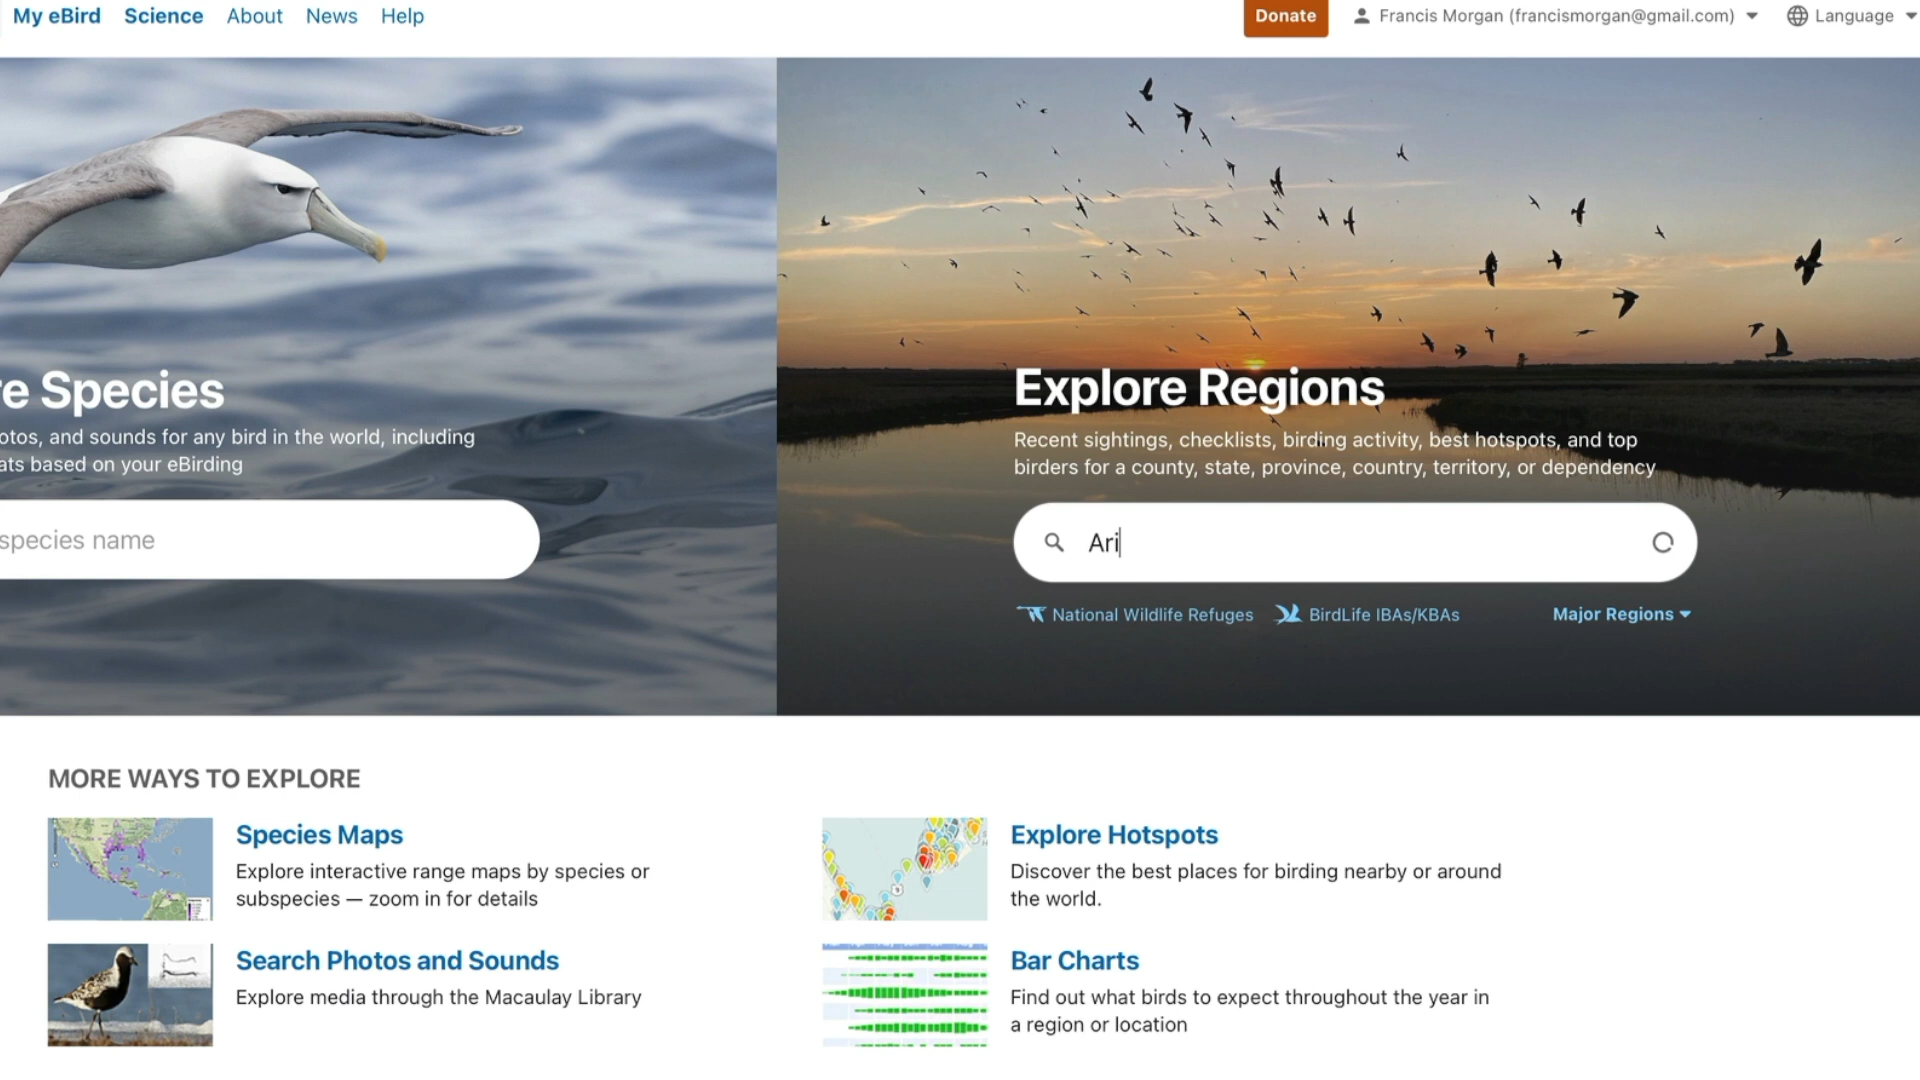 My eBird Science About News Help
Donate Francis Morgan (francismorgan@gmail.com) Language
re Species
otos, and sounds for any bird in the world, including
ats based on your eBirding
species name
Explore Regions
Recent sightings, checklists, birding activity, best hotspots, and top
birders for a county, state, province, country, territory, or dependency
Ari
National Wildlife Refuges BirdLife IBAs/KBAs Major Regions
MORE WAYS TO EXPLORE
Species Maps
Explore interactive range maps by species or
subspecies — zoom in for details
Explore Hotspots
Discover the best places for birding nearby or around
the world.
Search Photos and Sounds
Explore media through the Macaulay Library
Bar Charts
Find out what birds to expect throughout the year in
a region or location